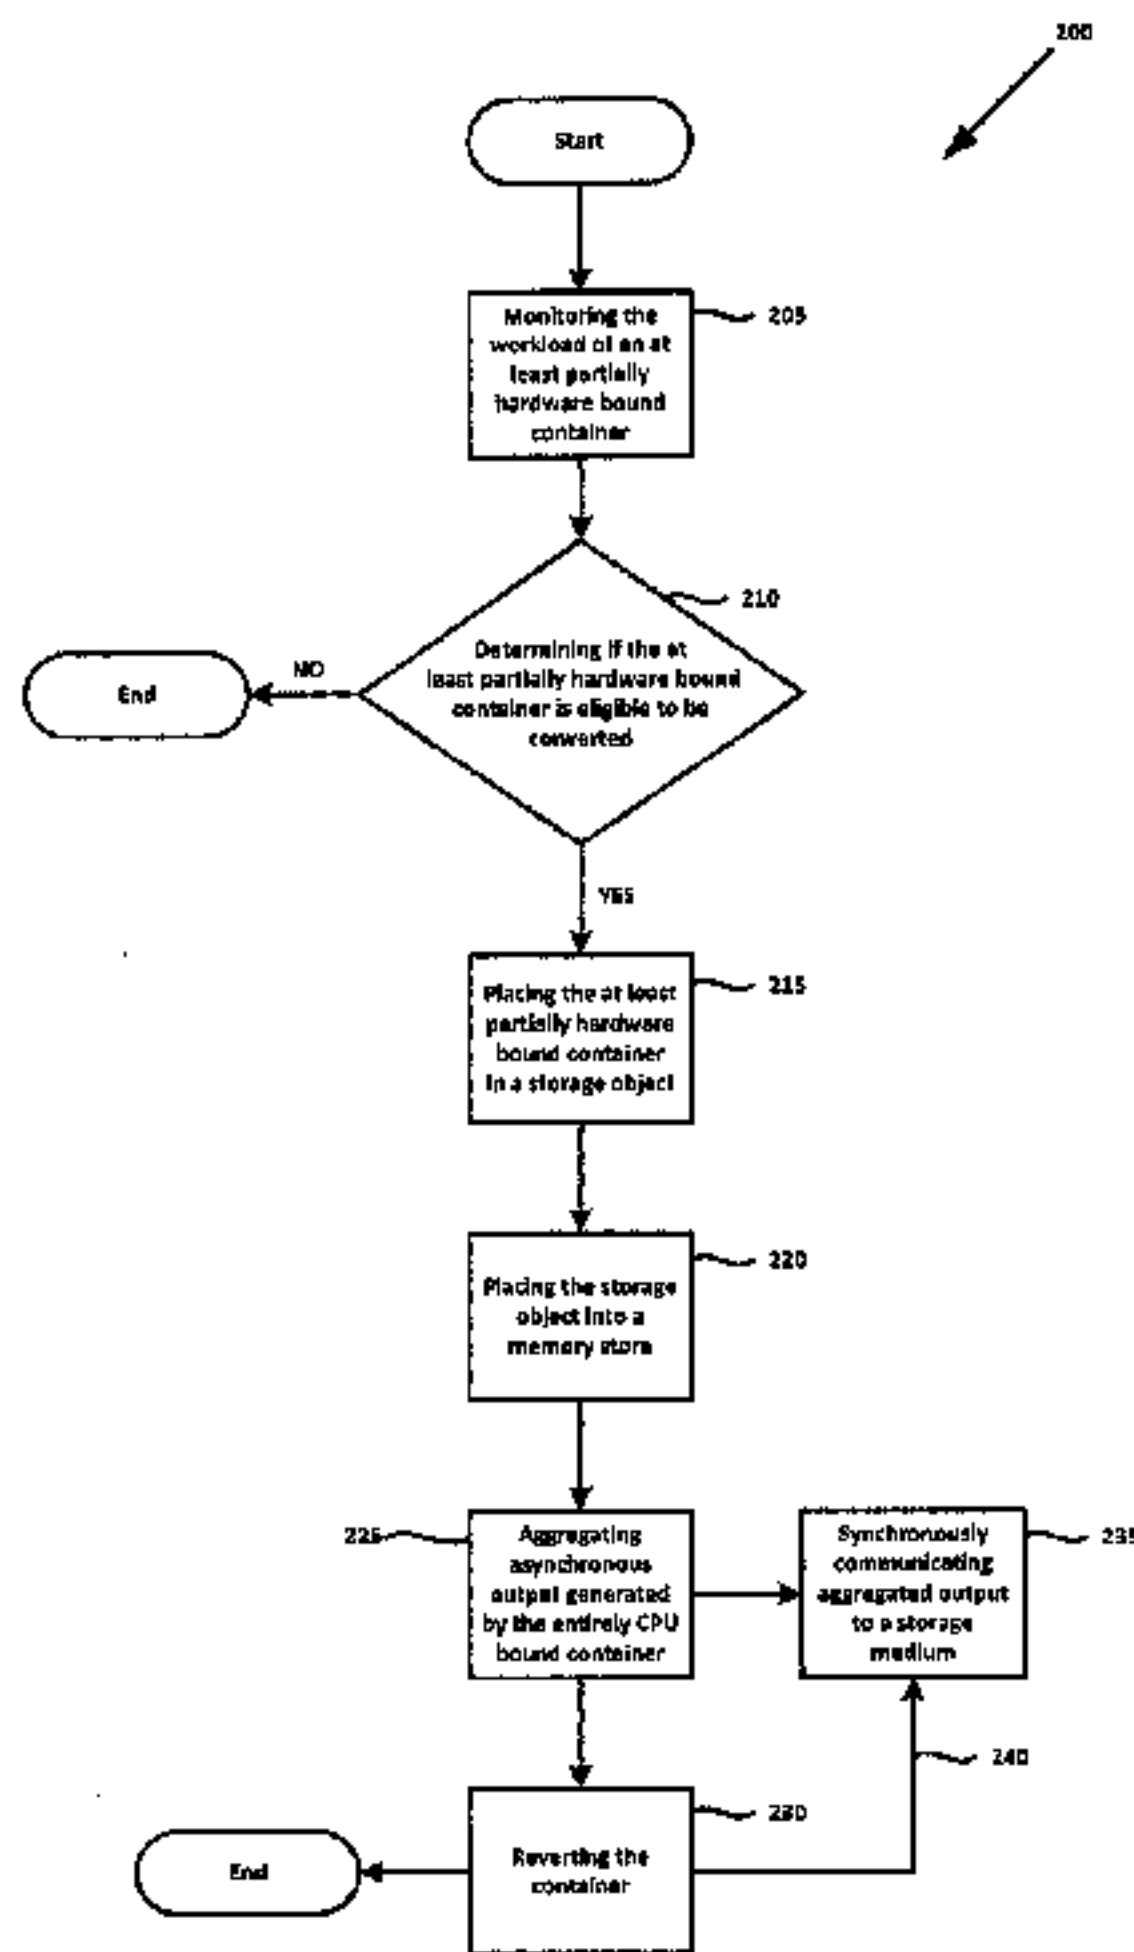 200
Start
Monitoring the
workload of an at
least partially
hardware bound
container
205
210
Determining if the at
least partially hardware bound
container is eligible to be
converted
NO
End
YES
Placing the at least
partially hardware
bound container
in a storage object
215
Placing the storage
object into a
memory store
220
225
Aggregating
asynchronous
output generated
by the entirely CPU
bound container
Synchronously
communicating
aggregated output
to a storage
medium
235
240
Reverting the
container
230
End